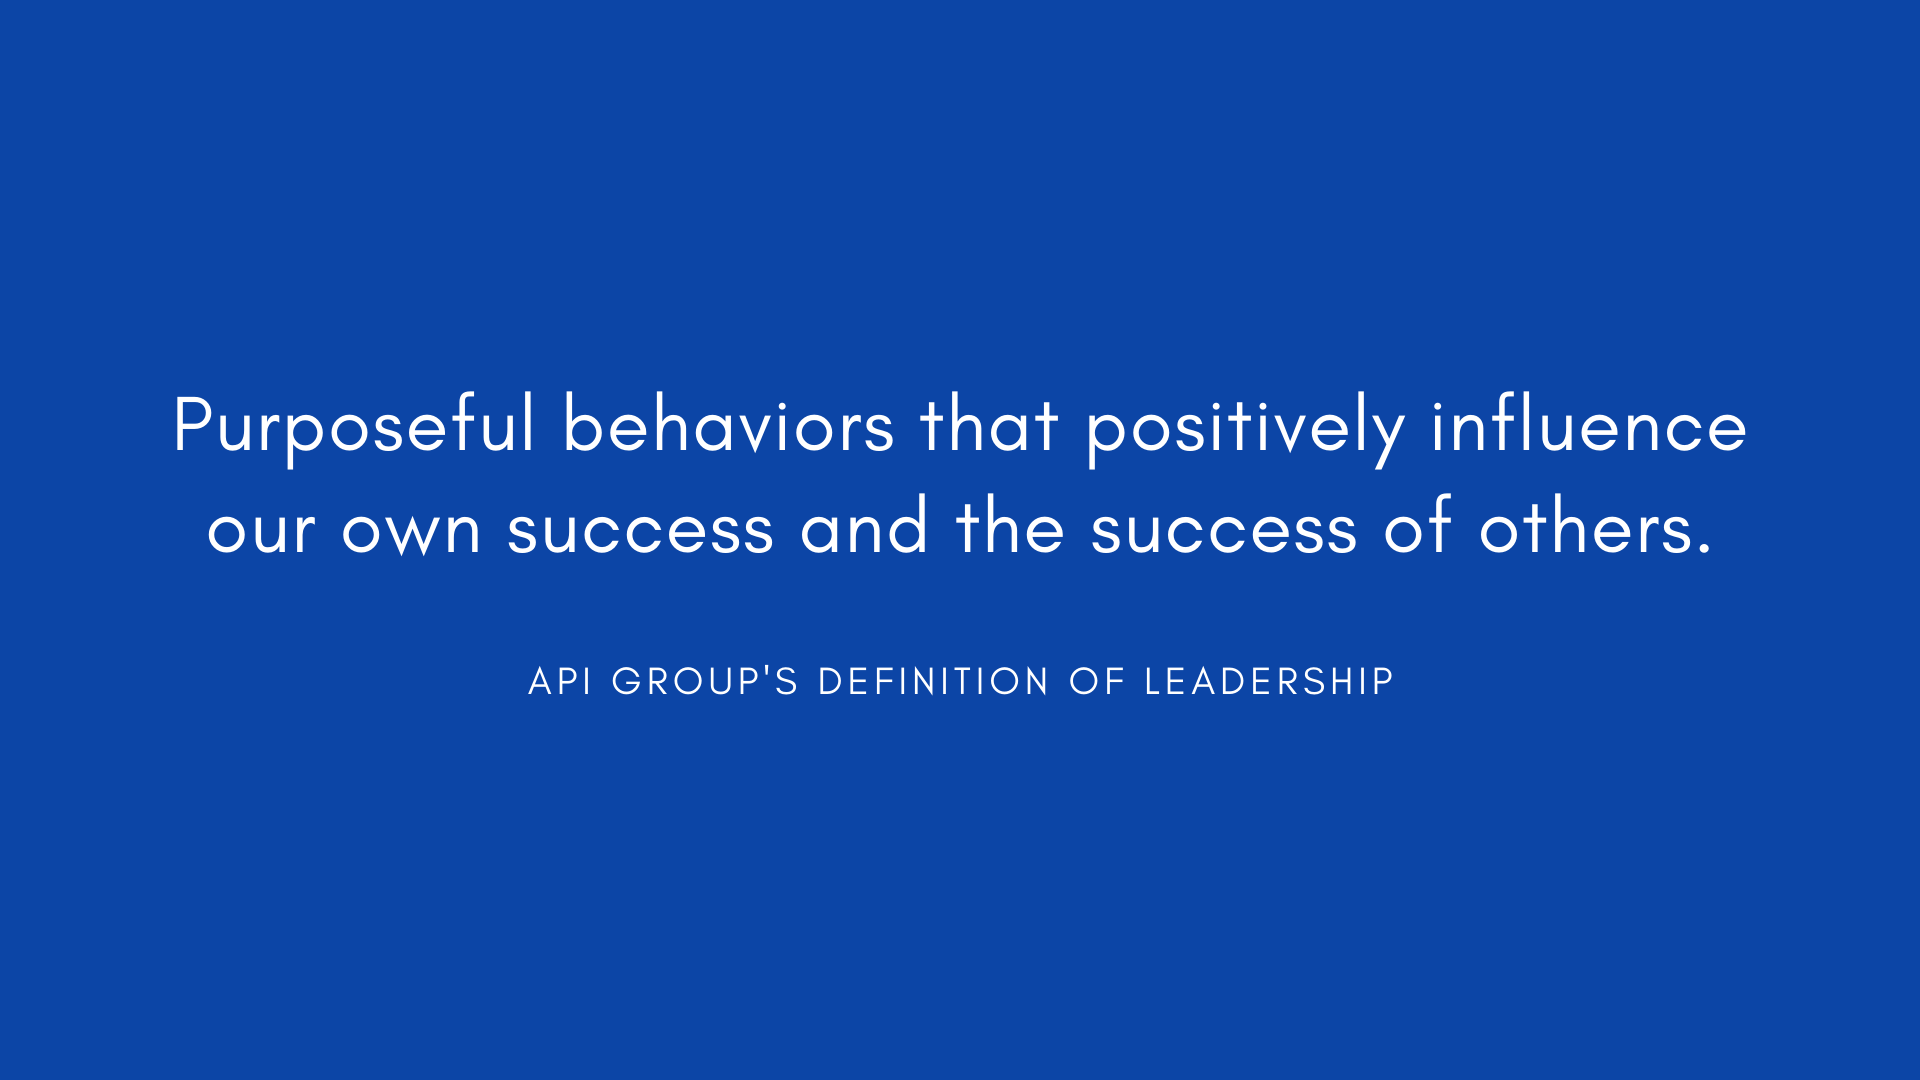 Purposeful behaviors that positively influence
our own success and the success of others.
API GROUP'S DEFINITION OF LEADERSHIP